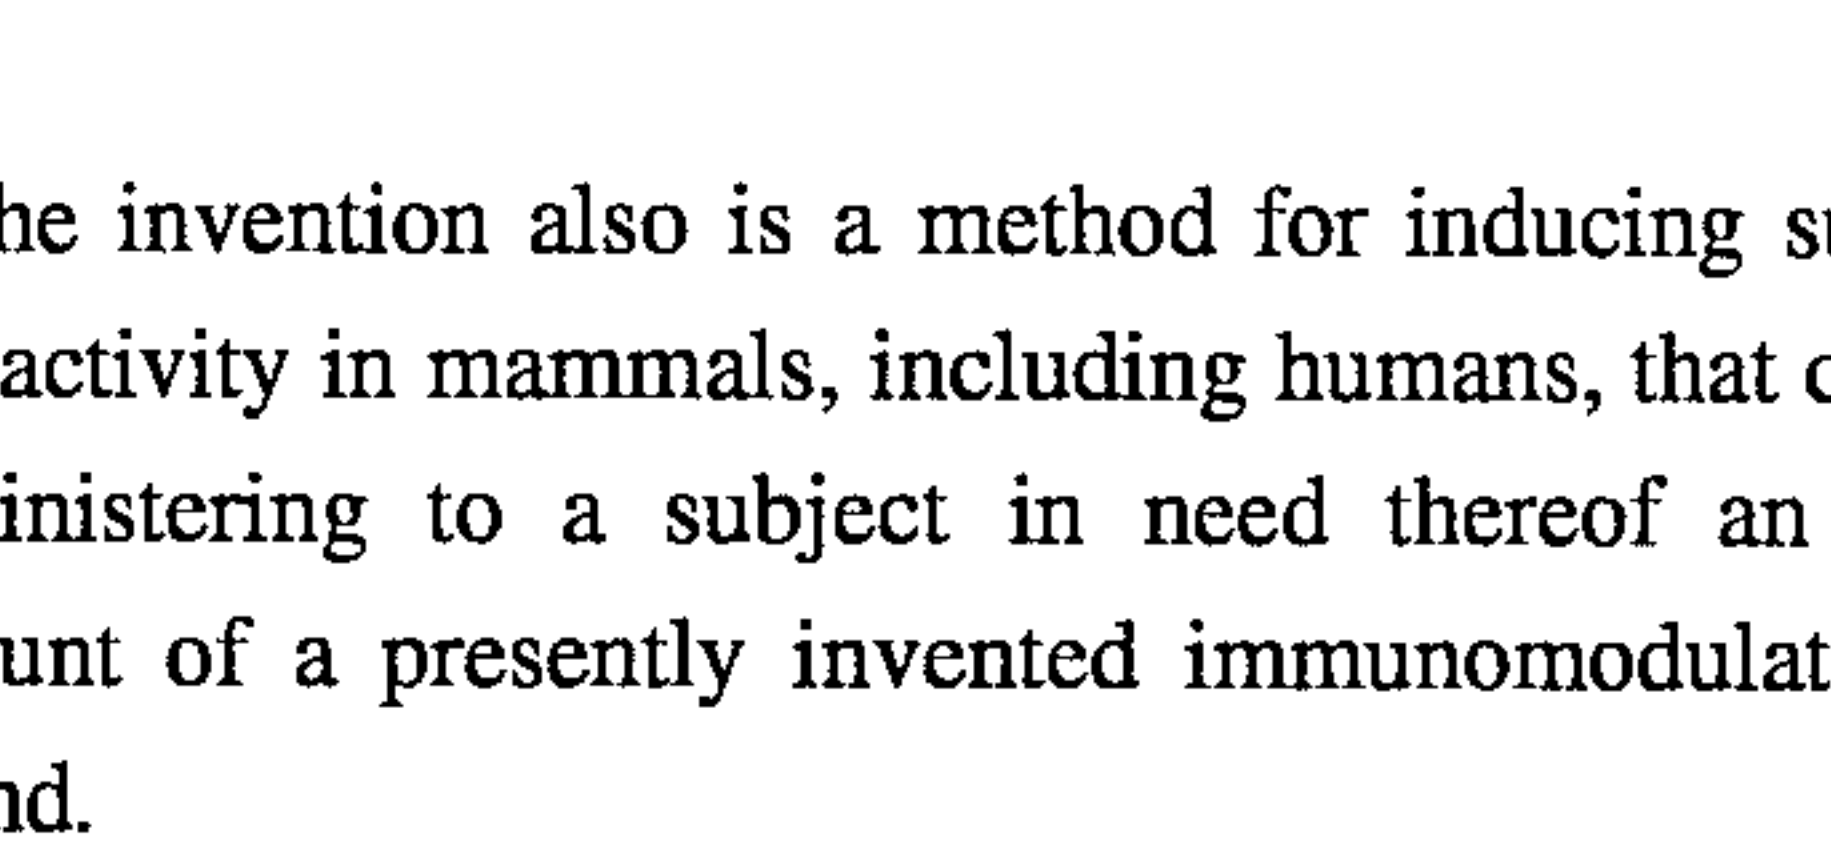 he invention also is a method for inducing su
activity in mammals, including humans, that c
inistering to a subject in need thereof an
unt of a presently invented immunomodulat
nd.